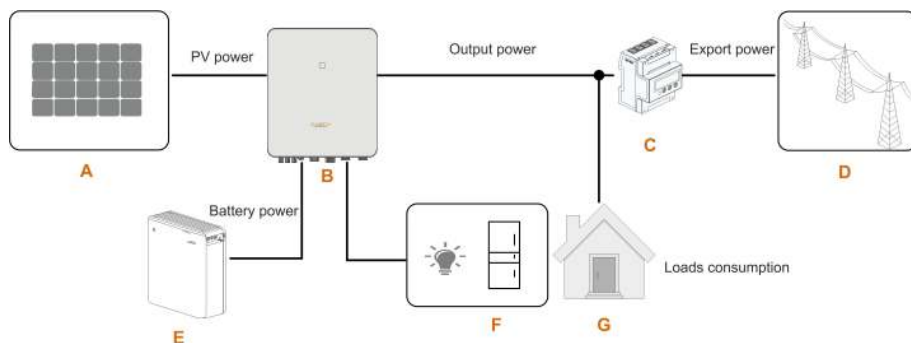 PV power
Output power
Export power
A
B
C
D
Battery power
Loads consumption
E
F
G